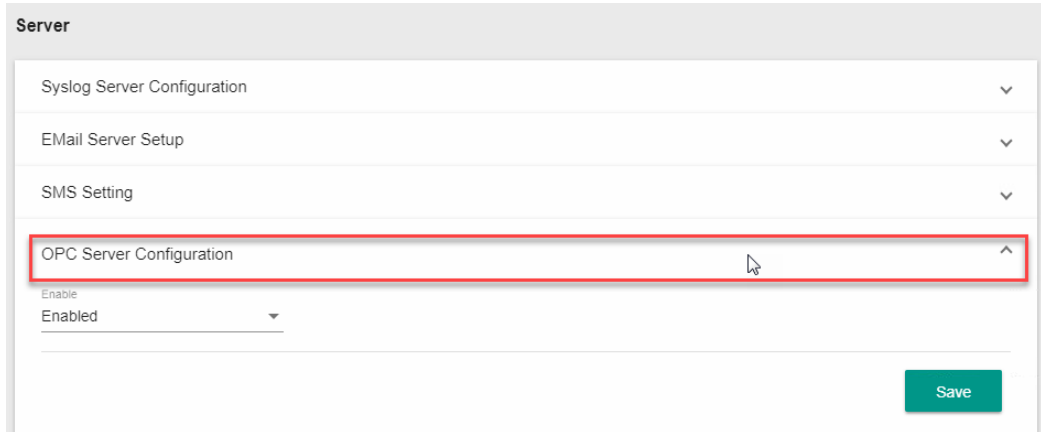 Server
Syslog Server Configuration
EMail Server Setup
SMS Setting
OPC Server Configuration
Enable
Enabled
Save